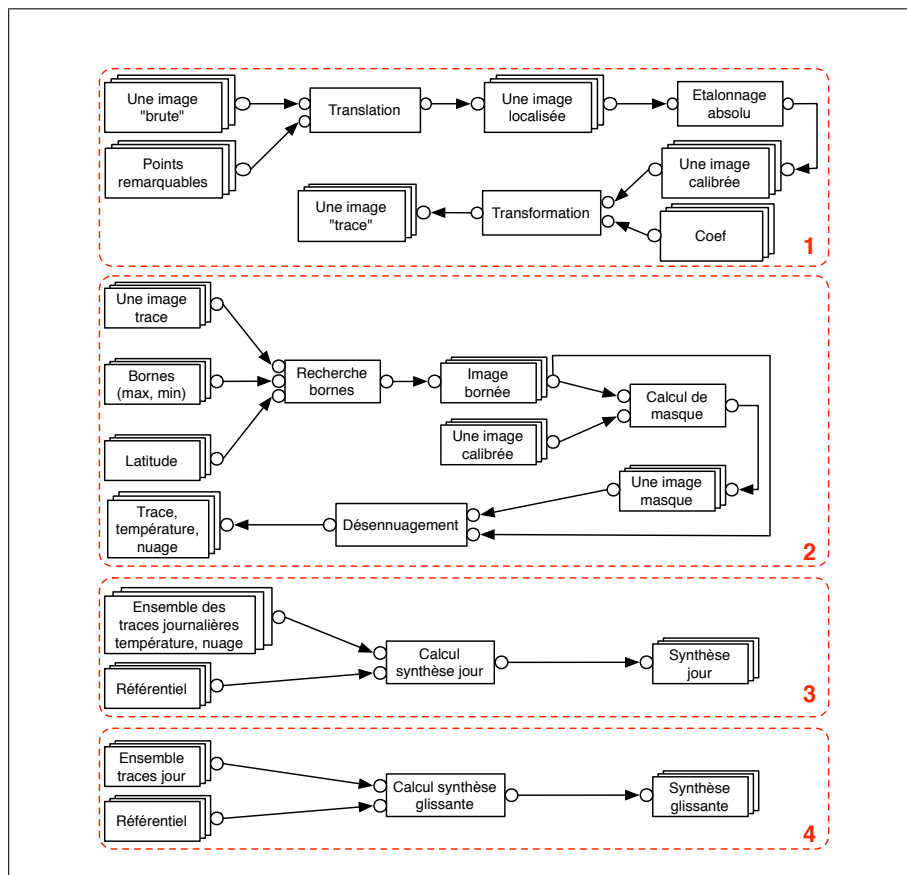 Une image
"brute"
Translation
Une image
localisée
Etalonnage
absolu
Points
remarquables
Une image
calibrée
Une image
"trace"
Transformation
Coef
1
Une image
trace
Bornes
(max, min)
Recherche
bornes
Image
bornée
Calcul de
masque
Latitude
Une image
calibrée
Une image
masque
Trace,
température,
nuage
Désennuagement
2
Ensemble des
traces journalières
température, nuage
Calcul
synthèse jour
Synthèse
jour
Référentiel
3
Ensemble
traces jour
Calcul synthèse
glissante
Synthèse
glissante
Référentiel
4